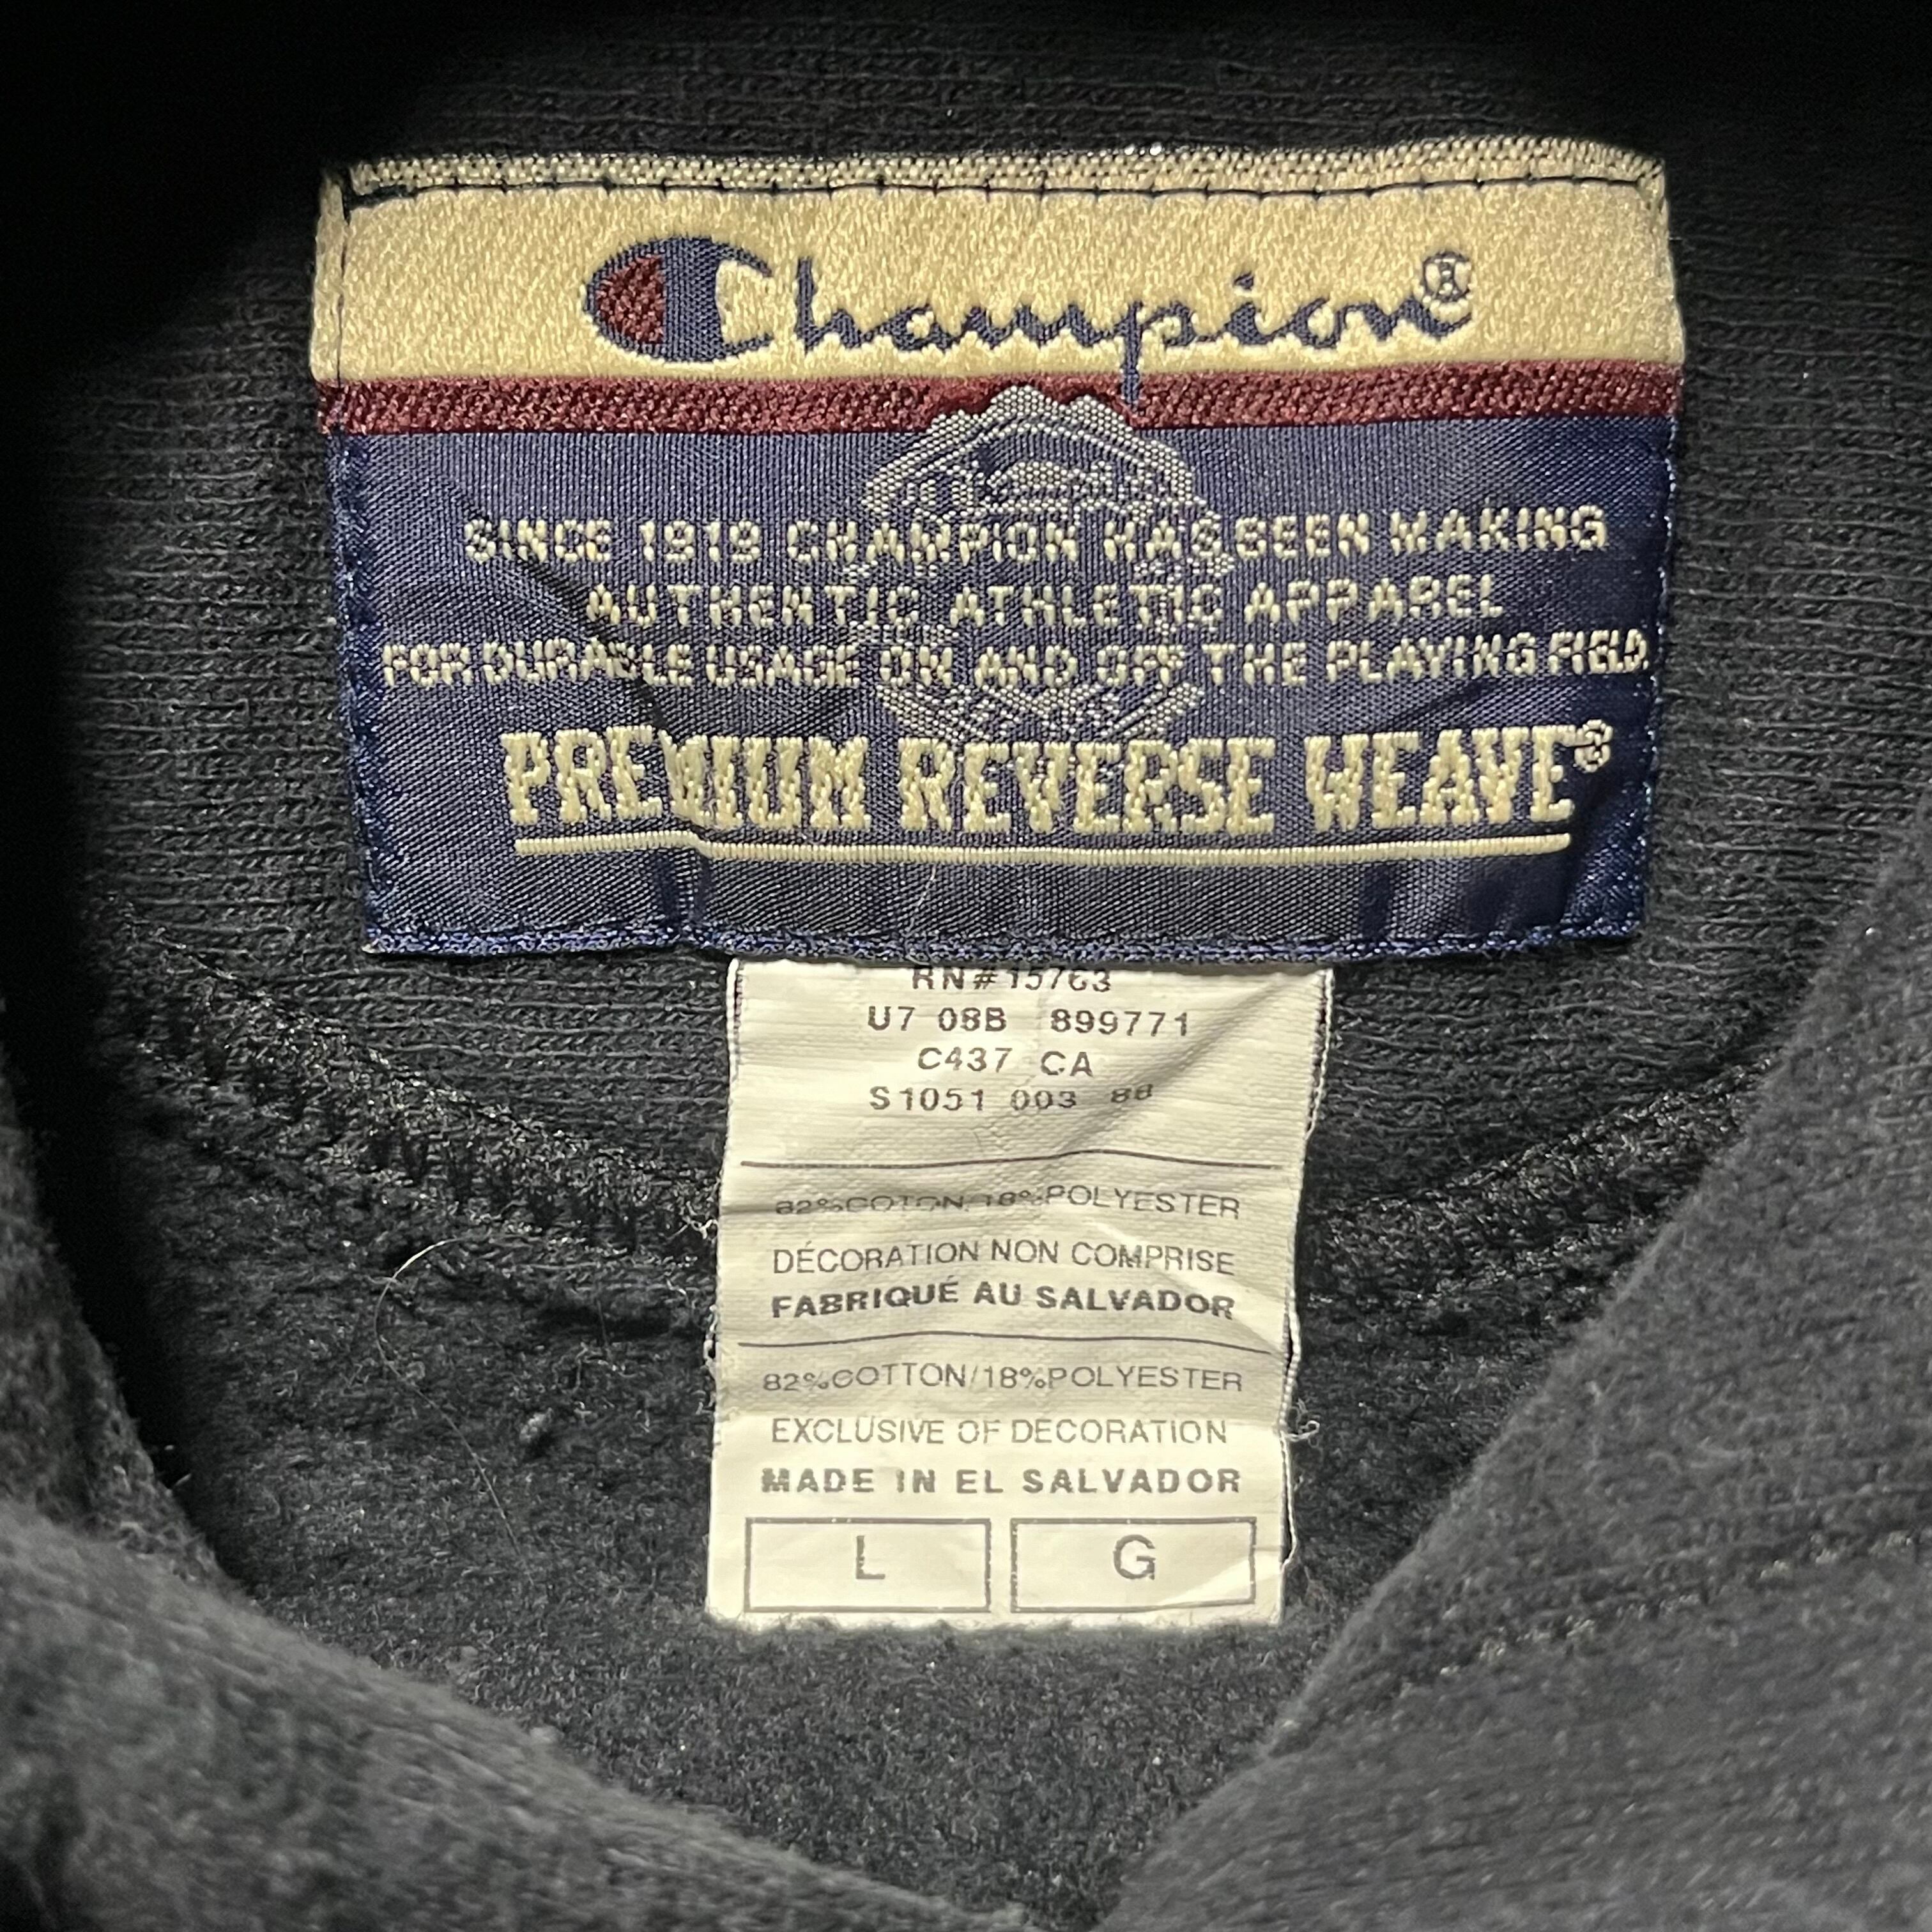 Champion®
SINCE 1919 CHAMPION HAS BEEN MAKING
AUTHENTIC ATHLETIC APPAREL
FOR DURABLE USAGE ON AND OFF THE PLAYING FIELD.
PREMIUM REVERSE WEAVE®
RN#15763
U7 08B 899771
C437 CA
S1051 003
82%COTON/18%POLYESTER
DÉCORATION NON COMPRISE
FABRIQUÉ AU SALVADOR
82%COTTON/18%POLYESTER
EXCLUSIVE OF DECORATION
MADE IN EL SALVADOR
L G